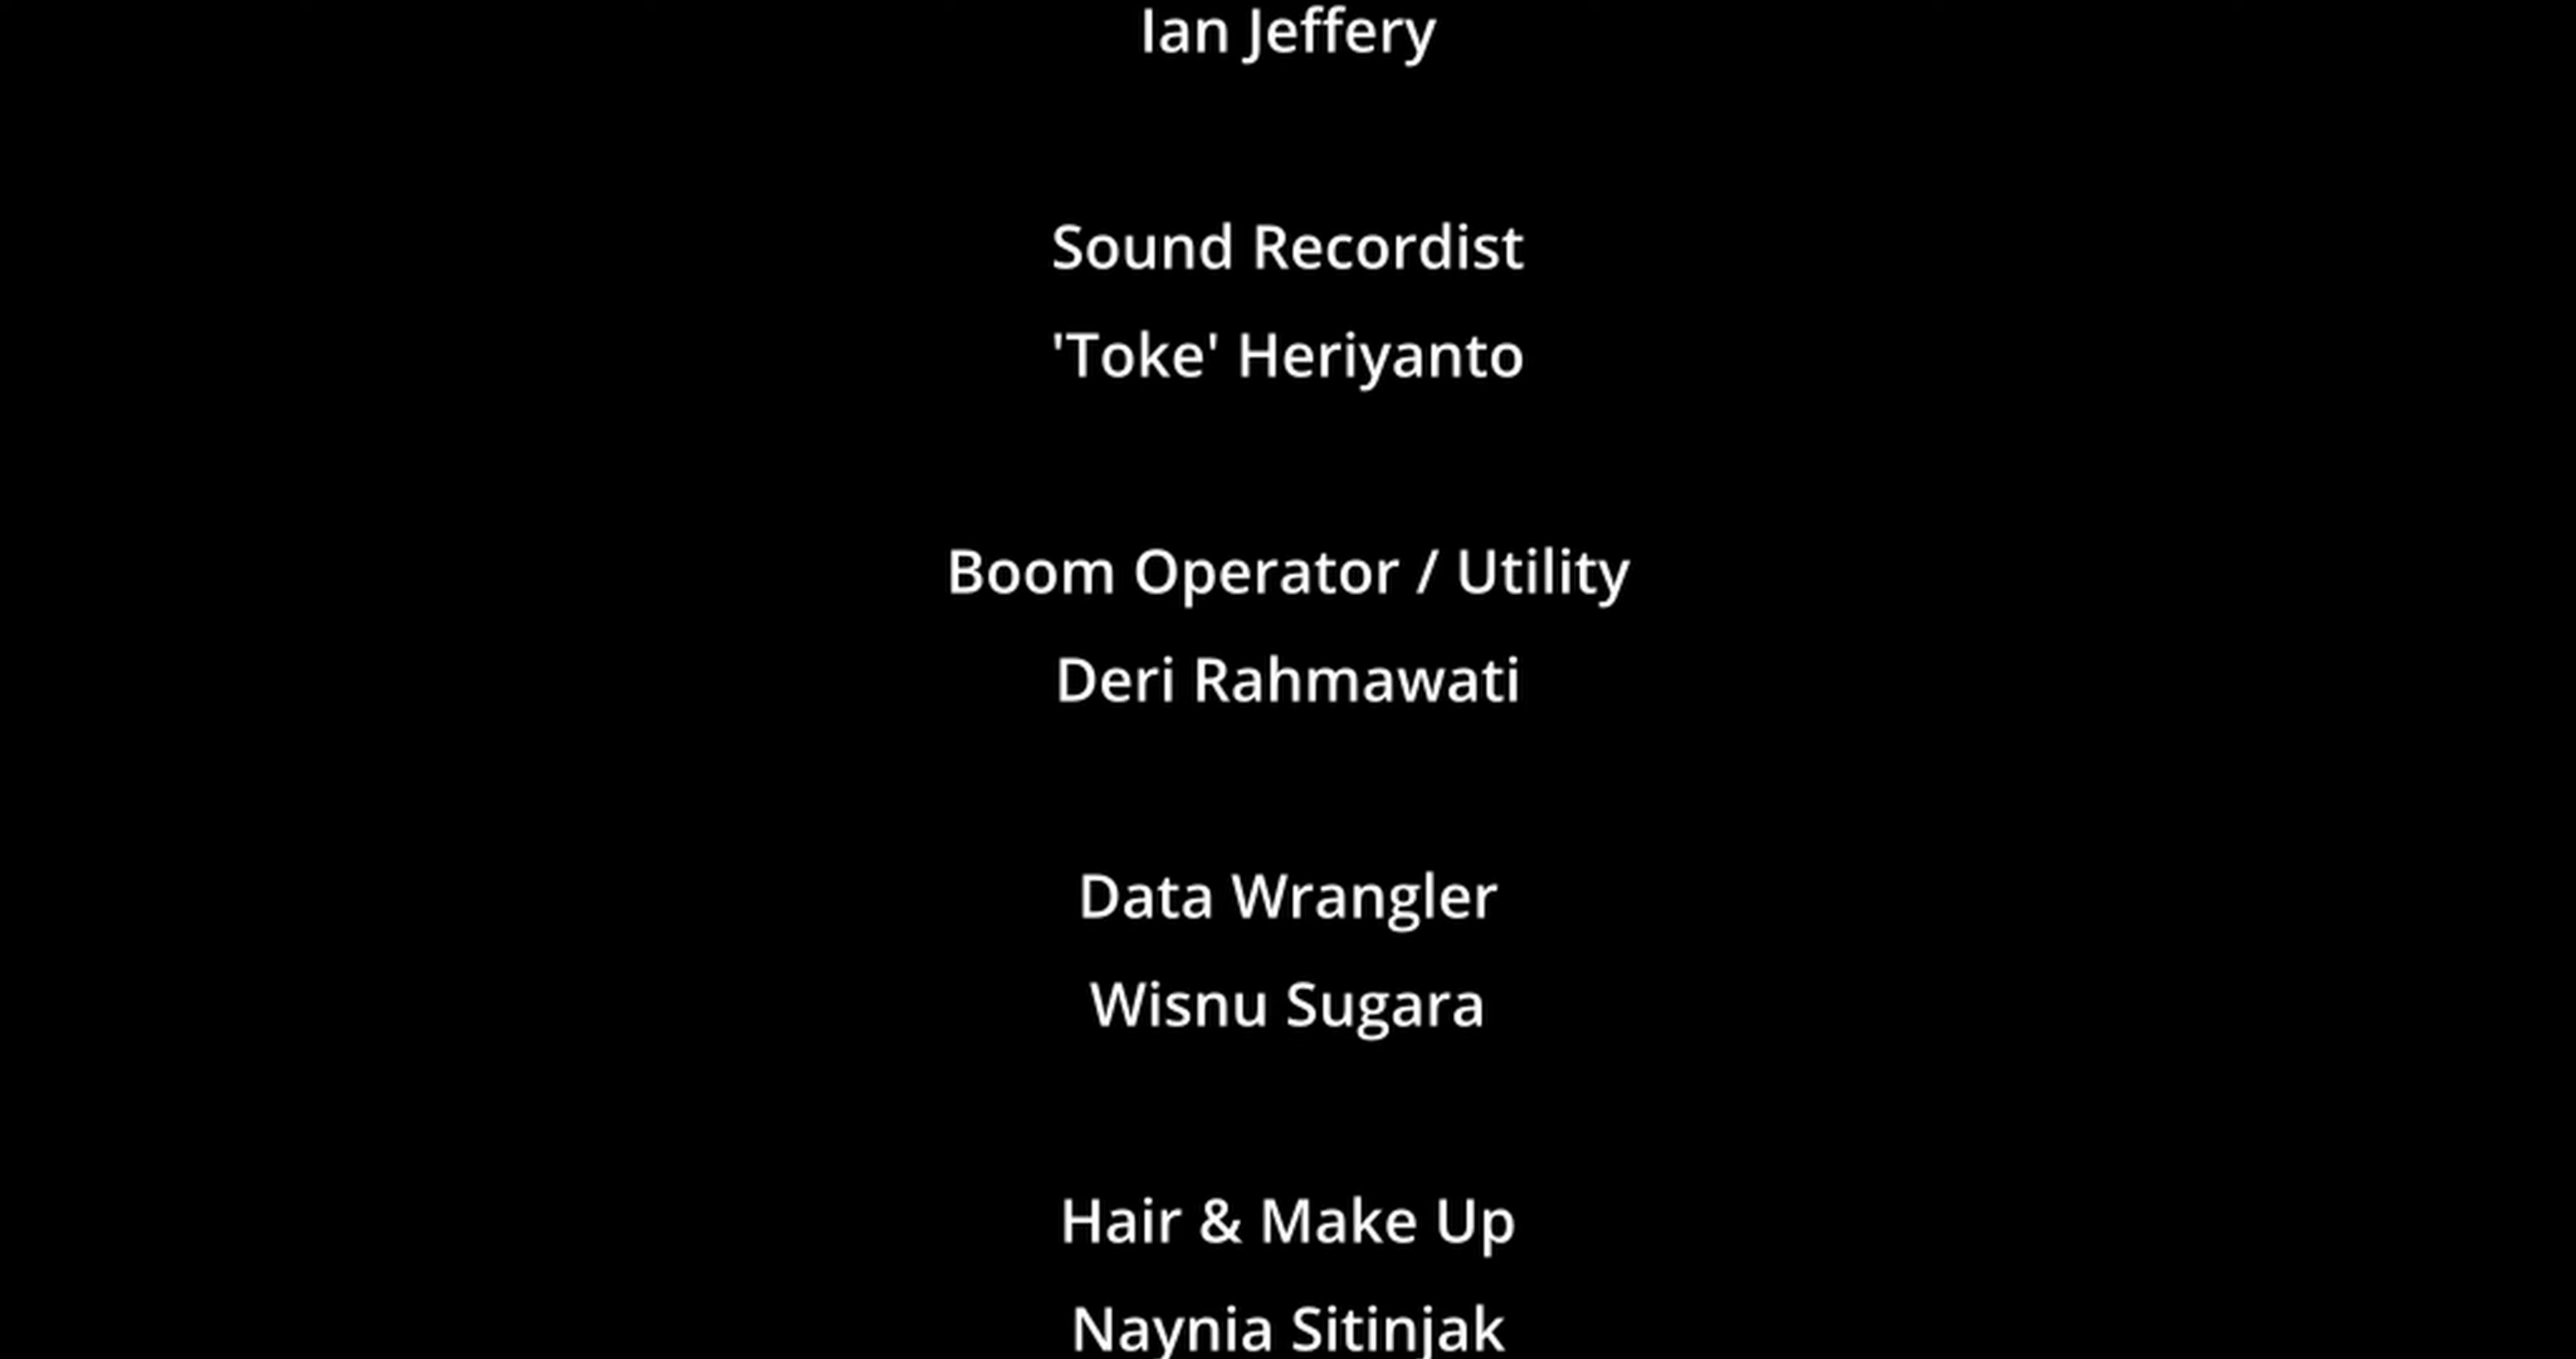 Ian Jeffery
Sound Recordist
'Toke' Heriyanto
Boom Operator / Utility
Deri Rahmawati
Data Wrangler
Wisnu Sugara
Hair & Make Up
Naynia Sitinjak